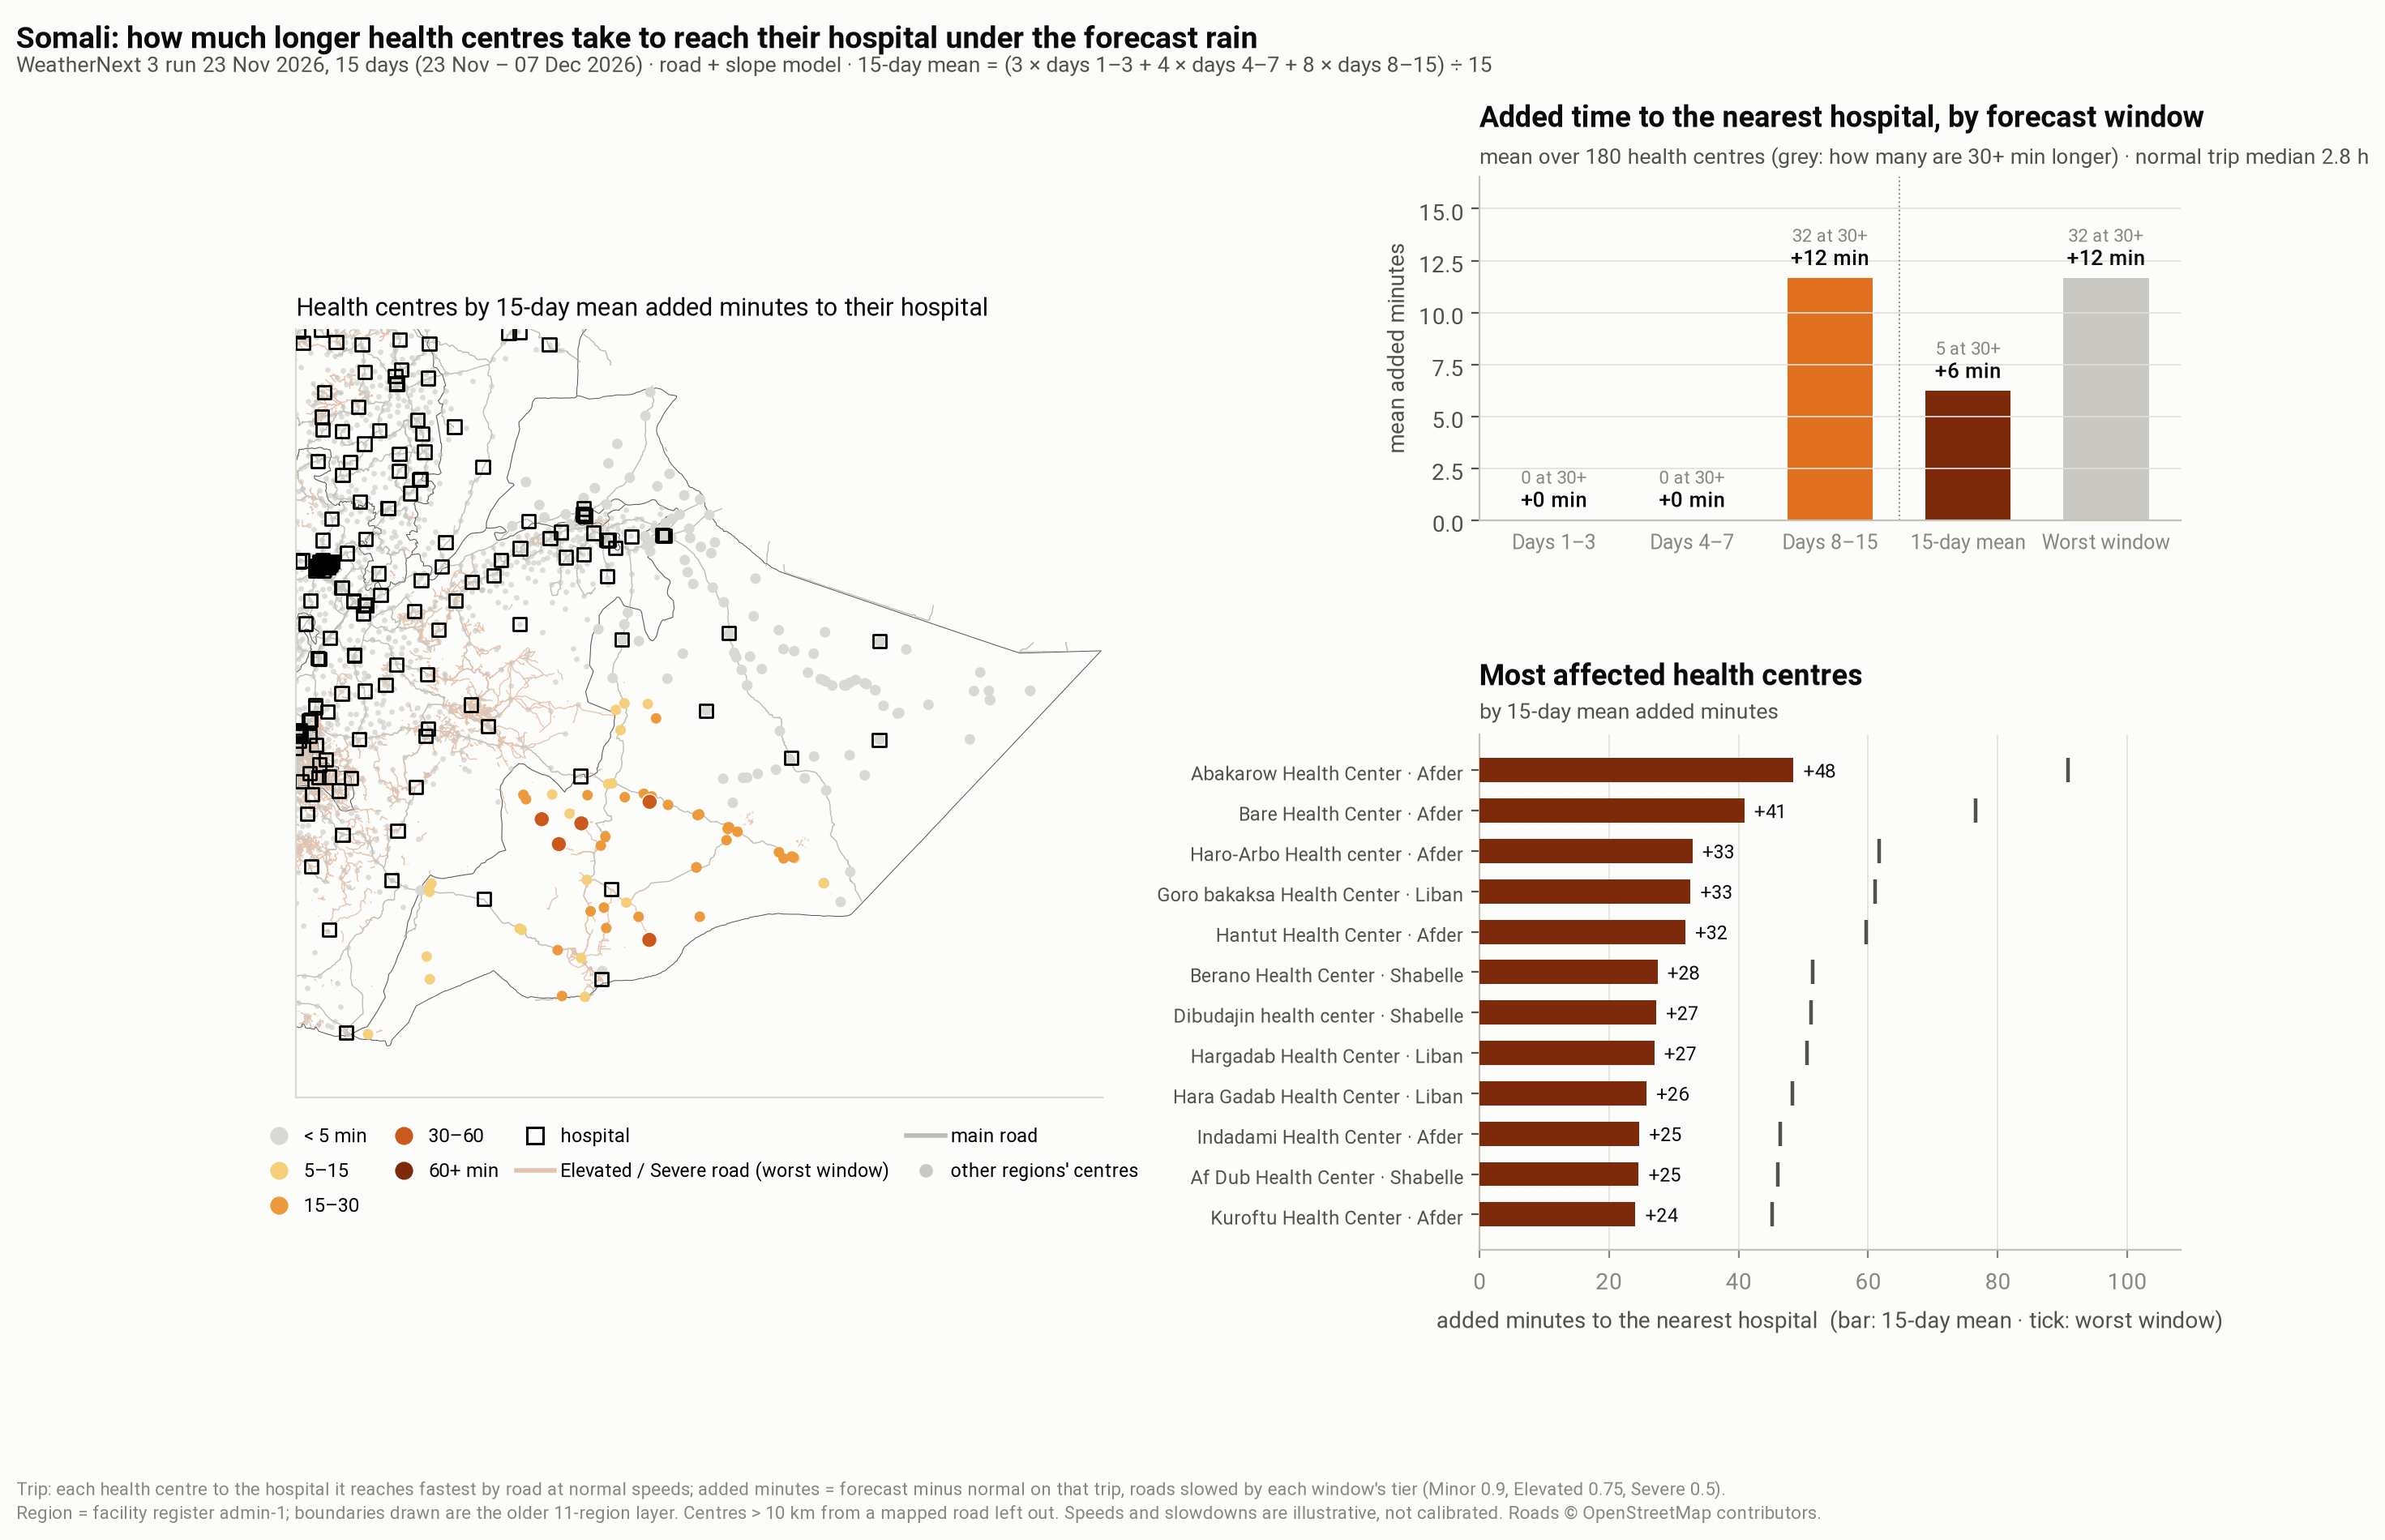 Somali: how much longer health centres take to reach their hospital under the forecast rain
WeatherNext 3 run 23 Nov 2026, 15 days (23 Nov – 07 Dec 2026) · road + slope model · 15-day mean = (3 × days 1–3 + 4 × days 4–7 + 8 × days 8–15) ÷ 15
Health centres by 15-day mean added minutes to their hospital
< 5 min
5–15
15–30
30–60
60+ min
hospital
Elevated / Severe road (worst window)
main road
other regions' centres
Added time to the nearest hospital, by forecast window
mean over 180 health centres (grey: how many are 30+ min longer) · normal trip median 2.8 h
mean added minutes
15.0
12.5
10.0
7.5
5.0
2.5
0.0
0 at 30+
+0 min
0 at 30+
+0 min
32 at 30+
+12 min
5 at 30+
+6 min
32 at 30+
+12 min
Days 1–3
Days 4–7
Days 8–15
15-day mean
Worst window
Most affected health centres
by 15-day mean added minutes
Abakarow Health Center · Afder +48
Bare Health Center · Afder +41
Haro-Arbo Health center · Afder +33
Goro bakaksa Health Center · Liban +33
Hantut Health Center · Afder +32
Berano Health Center · Shabelle +28
Dibudajin health center · Shabelle +27
Hargadab Health Center · Liban +27
Hara Gadab Health Center · Liban +26
Indadami Health Center · Afder +25
Af Dub Health Center · Shabelle +25
Kuroftu Health Center · Afder +24
0 20 40 60 80 100
added minutes to the nearest hospital (bar: 15-day mean · tick: worst window)
Trip: each health centre to the hospital it reaches fastest by road at normal speeds; added minutes = forecast minus normal on that trip, roads slowed by each window's tier (Minor 0.9, Elevated 0.75, Severe 0.5).
Region = facility register admin-1; boundaries drawn are the older 11-region layer. Centres > 10 km from a mapped road left out. Speeds and slowdowns are illustrative, not calibrated. Roads © OpenStreetMap contributors.